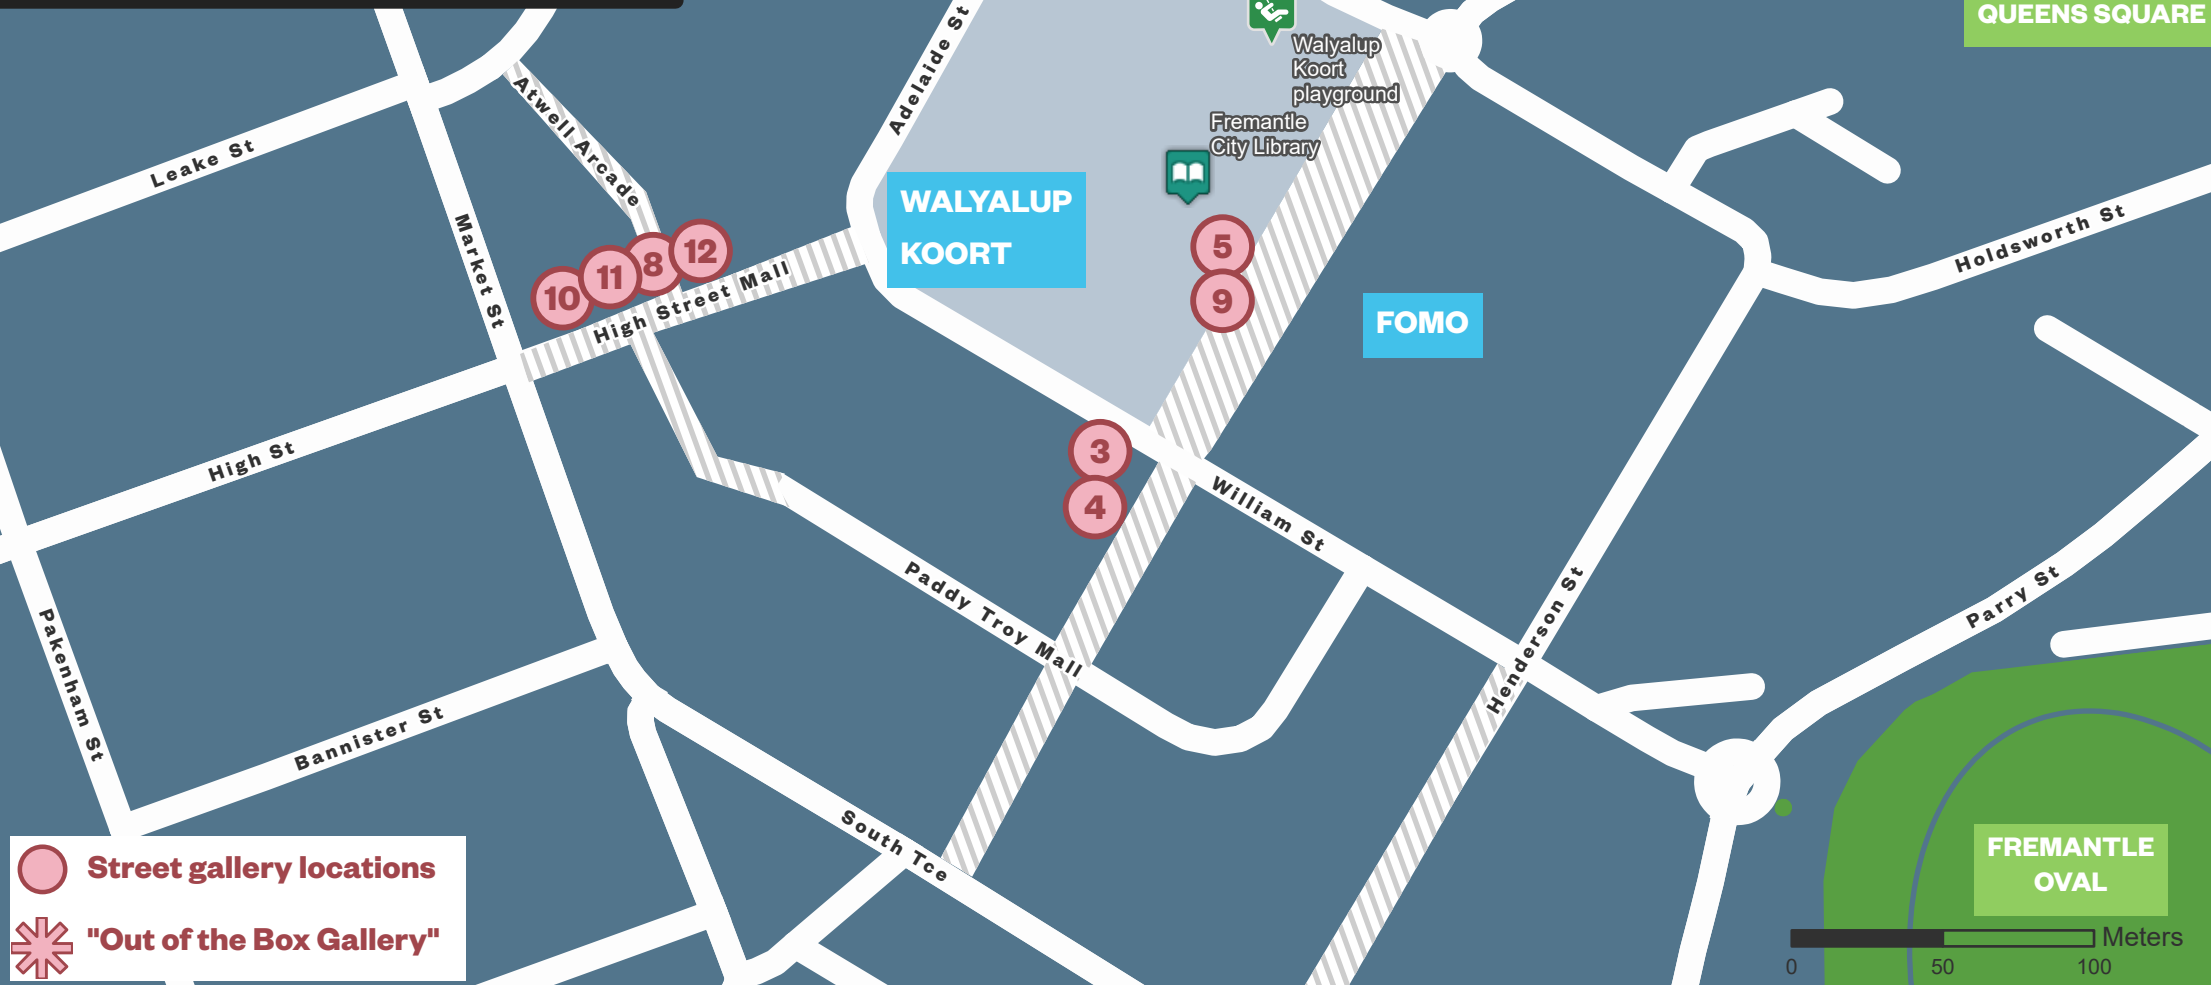 QUEENS SQUARE
Adelaide St
Walyalup
Koort
playground
Atwell Arcade
Fremantle
City Library
Leake St
WALYALUP
KOORT
Market St
Holdsworth St
5
12
8
11
10
High Street Mall
9
FOMO
3
High St
4
William St
Paddy Troy Mall
Henderson St
Parry St
Pakenham St
Bannister St
South Tce
Street gallery locations
"Out of the Box Gallery"
FREMANTLE
OVAL
Meters
0 50 100